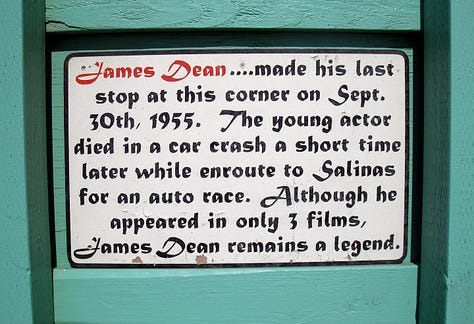 James Dean....made his last
stop at this corner on Sept.
30th, 1955. The young actor
died in a car crash a short time
later while enroute to Salinas
for an auto race. Although he
appeared in only 3 films,
James Dean remains a legend.